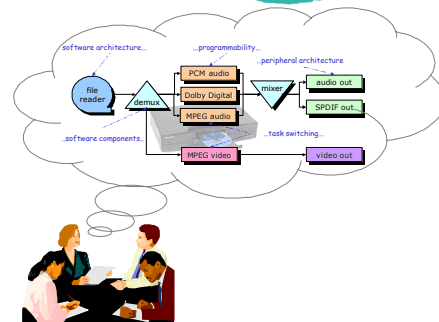 software architecture...
...programmability...
...peripheral architecture
PCM audio
file
reader
demux
Dolby Digital
mixer
audio out
SPDIF out
MPEG audio
...software components...
...task switching...
MPEG video
video out